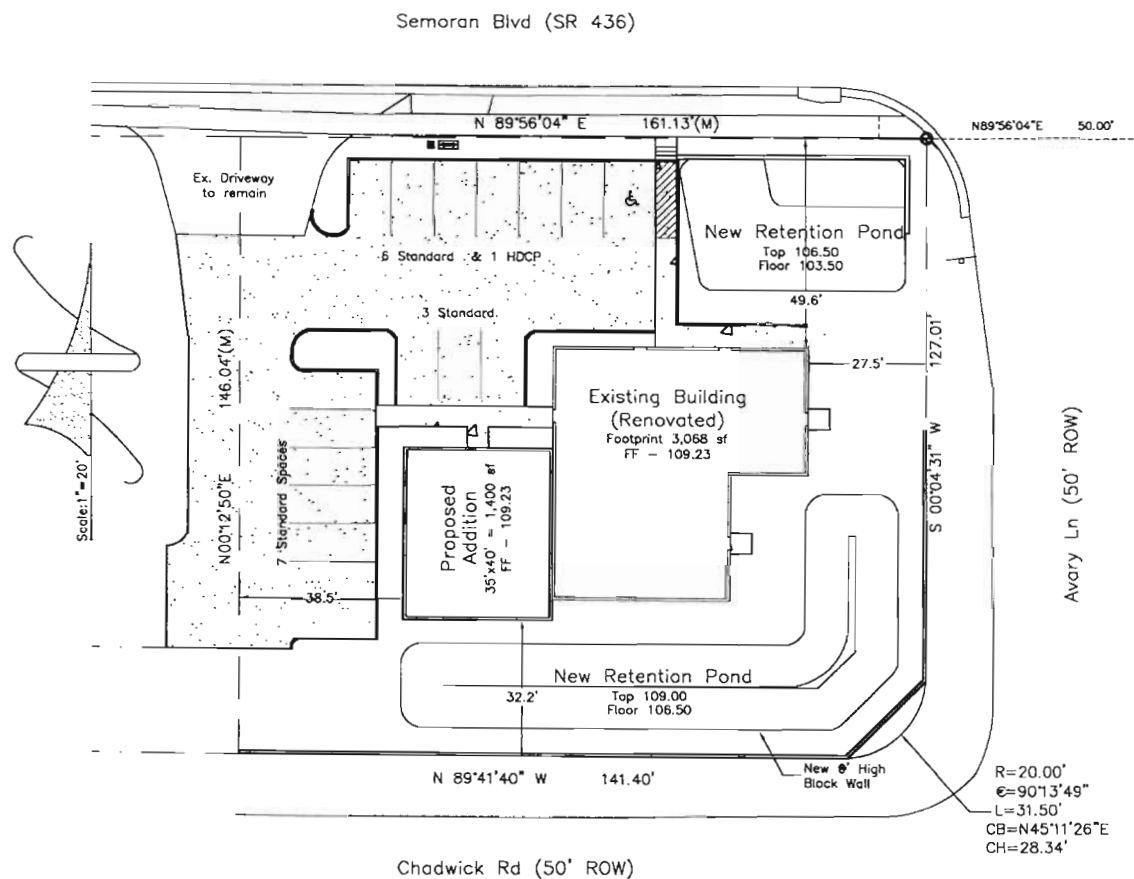 Semoran Blvd (SR 436)
N 89°56'04" E 161.13'(M)
N89°56'04"E 50.00'
Ex. Driveway
to remain
New Retention Pond
Top 106.50
Floor 103.50
6 Standard & 1 HDCP
49.6'
3 Standard.
146.04'(M)
N00°12'50"E
127.01'
S 00°04'31" W
27.5'
Existing Building
(Renovated)
Footprint 3,068 sf
FF - 109.23
Avary Ln (50' ROW)
Scale:1"=20'
7 Standard Spaces
Proposed
Addition
35'x40' = 1,400 sf
FF - 109.23
38.5'
New Retention Pond
Top 109.00
Floor 106.50
32.2'
New High
Block Wall
N 89°41'40" W 141.40'
R=20.00'
=90°13'49"
L=31.50'
CB=N45°11'26"E
CH=28.34'
Chadwick Rd (50' ROW)